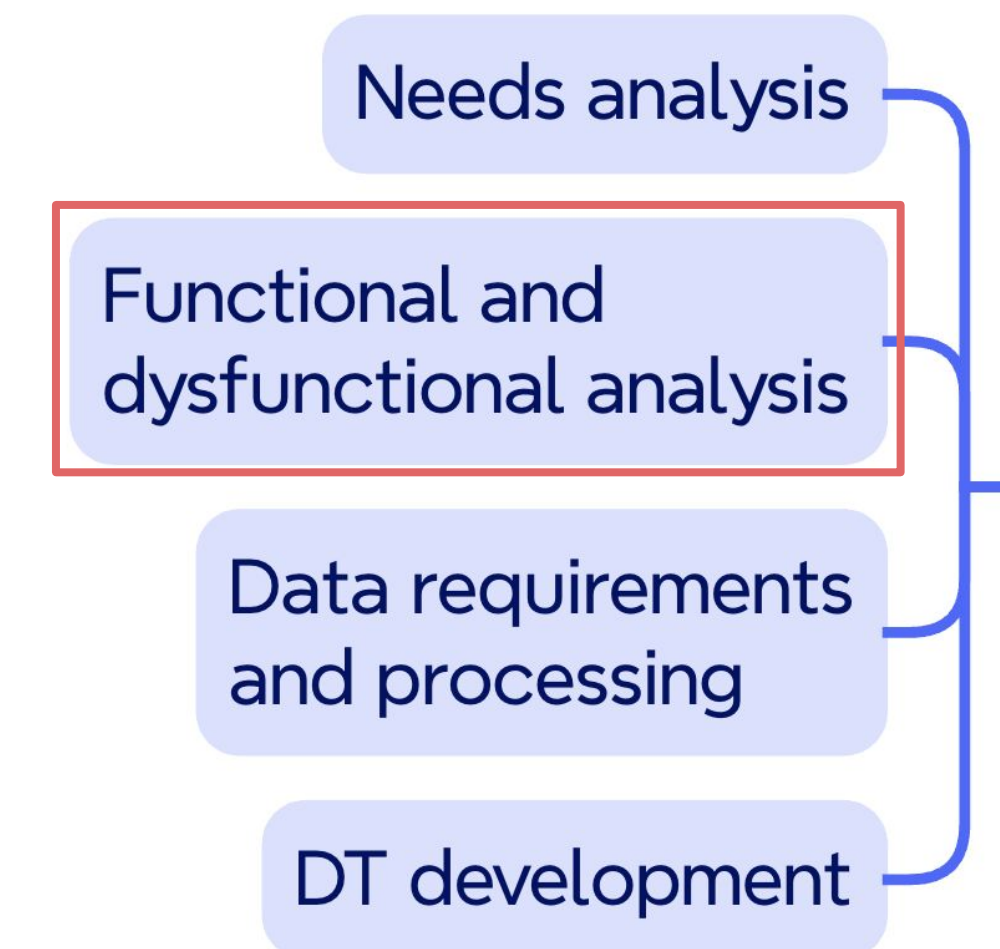 Needs analysis
Functional and
dysfunctional analysis
Data requirements
and processing
DT development